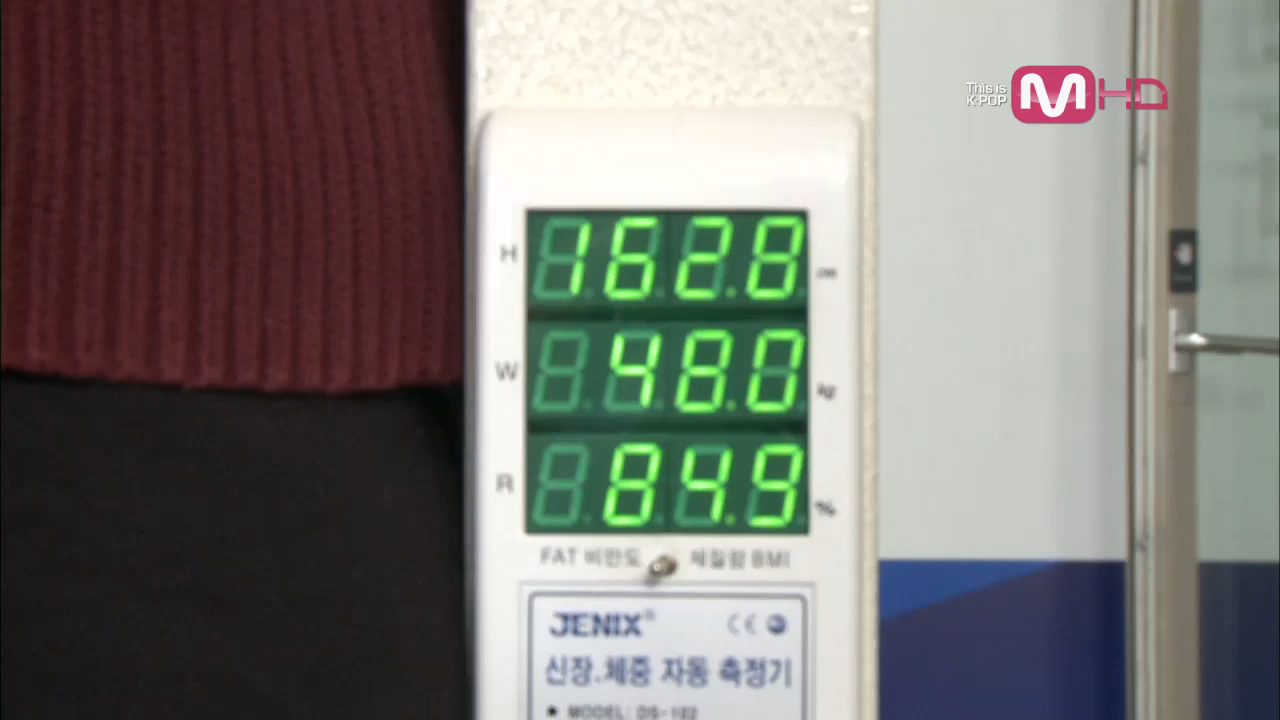 This is
K·POP
M HD
H 162.8 cm
W 48.0 kg
R 84.9 %
FAT 비만도 체질량 BMI
JENIX®
CE
신장.체중 자동 측정기
● MODEL: DS-102